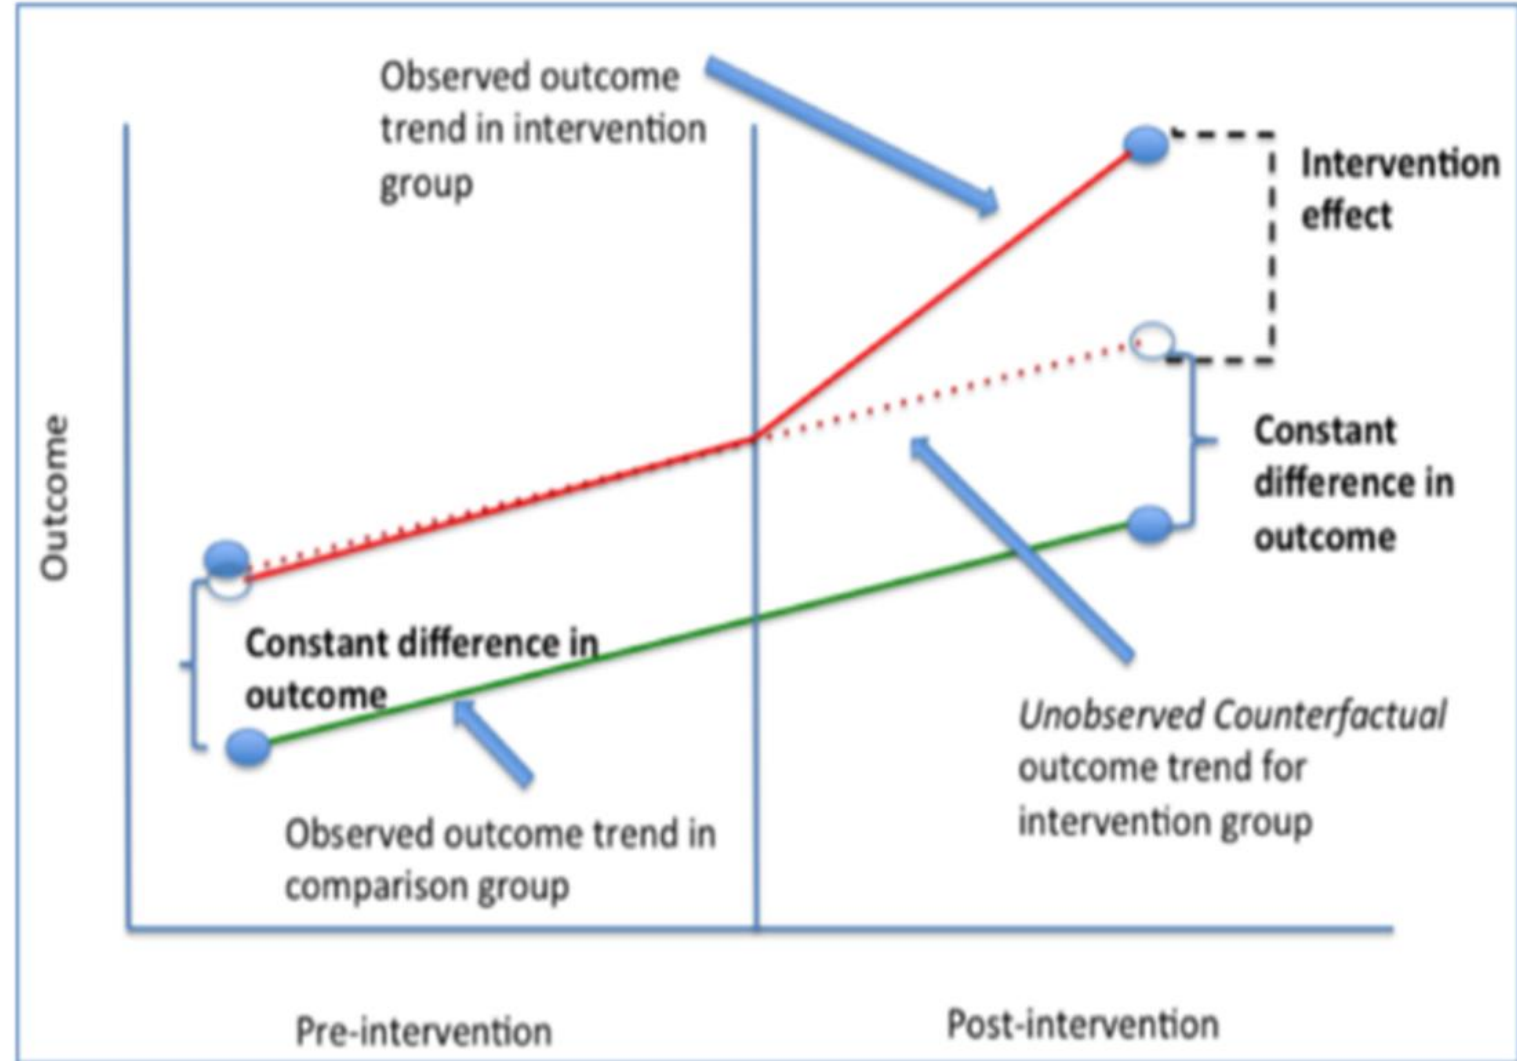 Observed outcome
trend in intervention
group
Intervention
effect
Outcome
Constant
difference in
outcome
Constant difference in
outcome
Unobserved Counterfactual
outcome trend for
intervention group
Observed outcome trend in
comparison group
Pre-intervention
Post-intervention